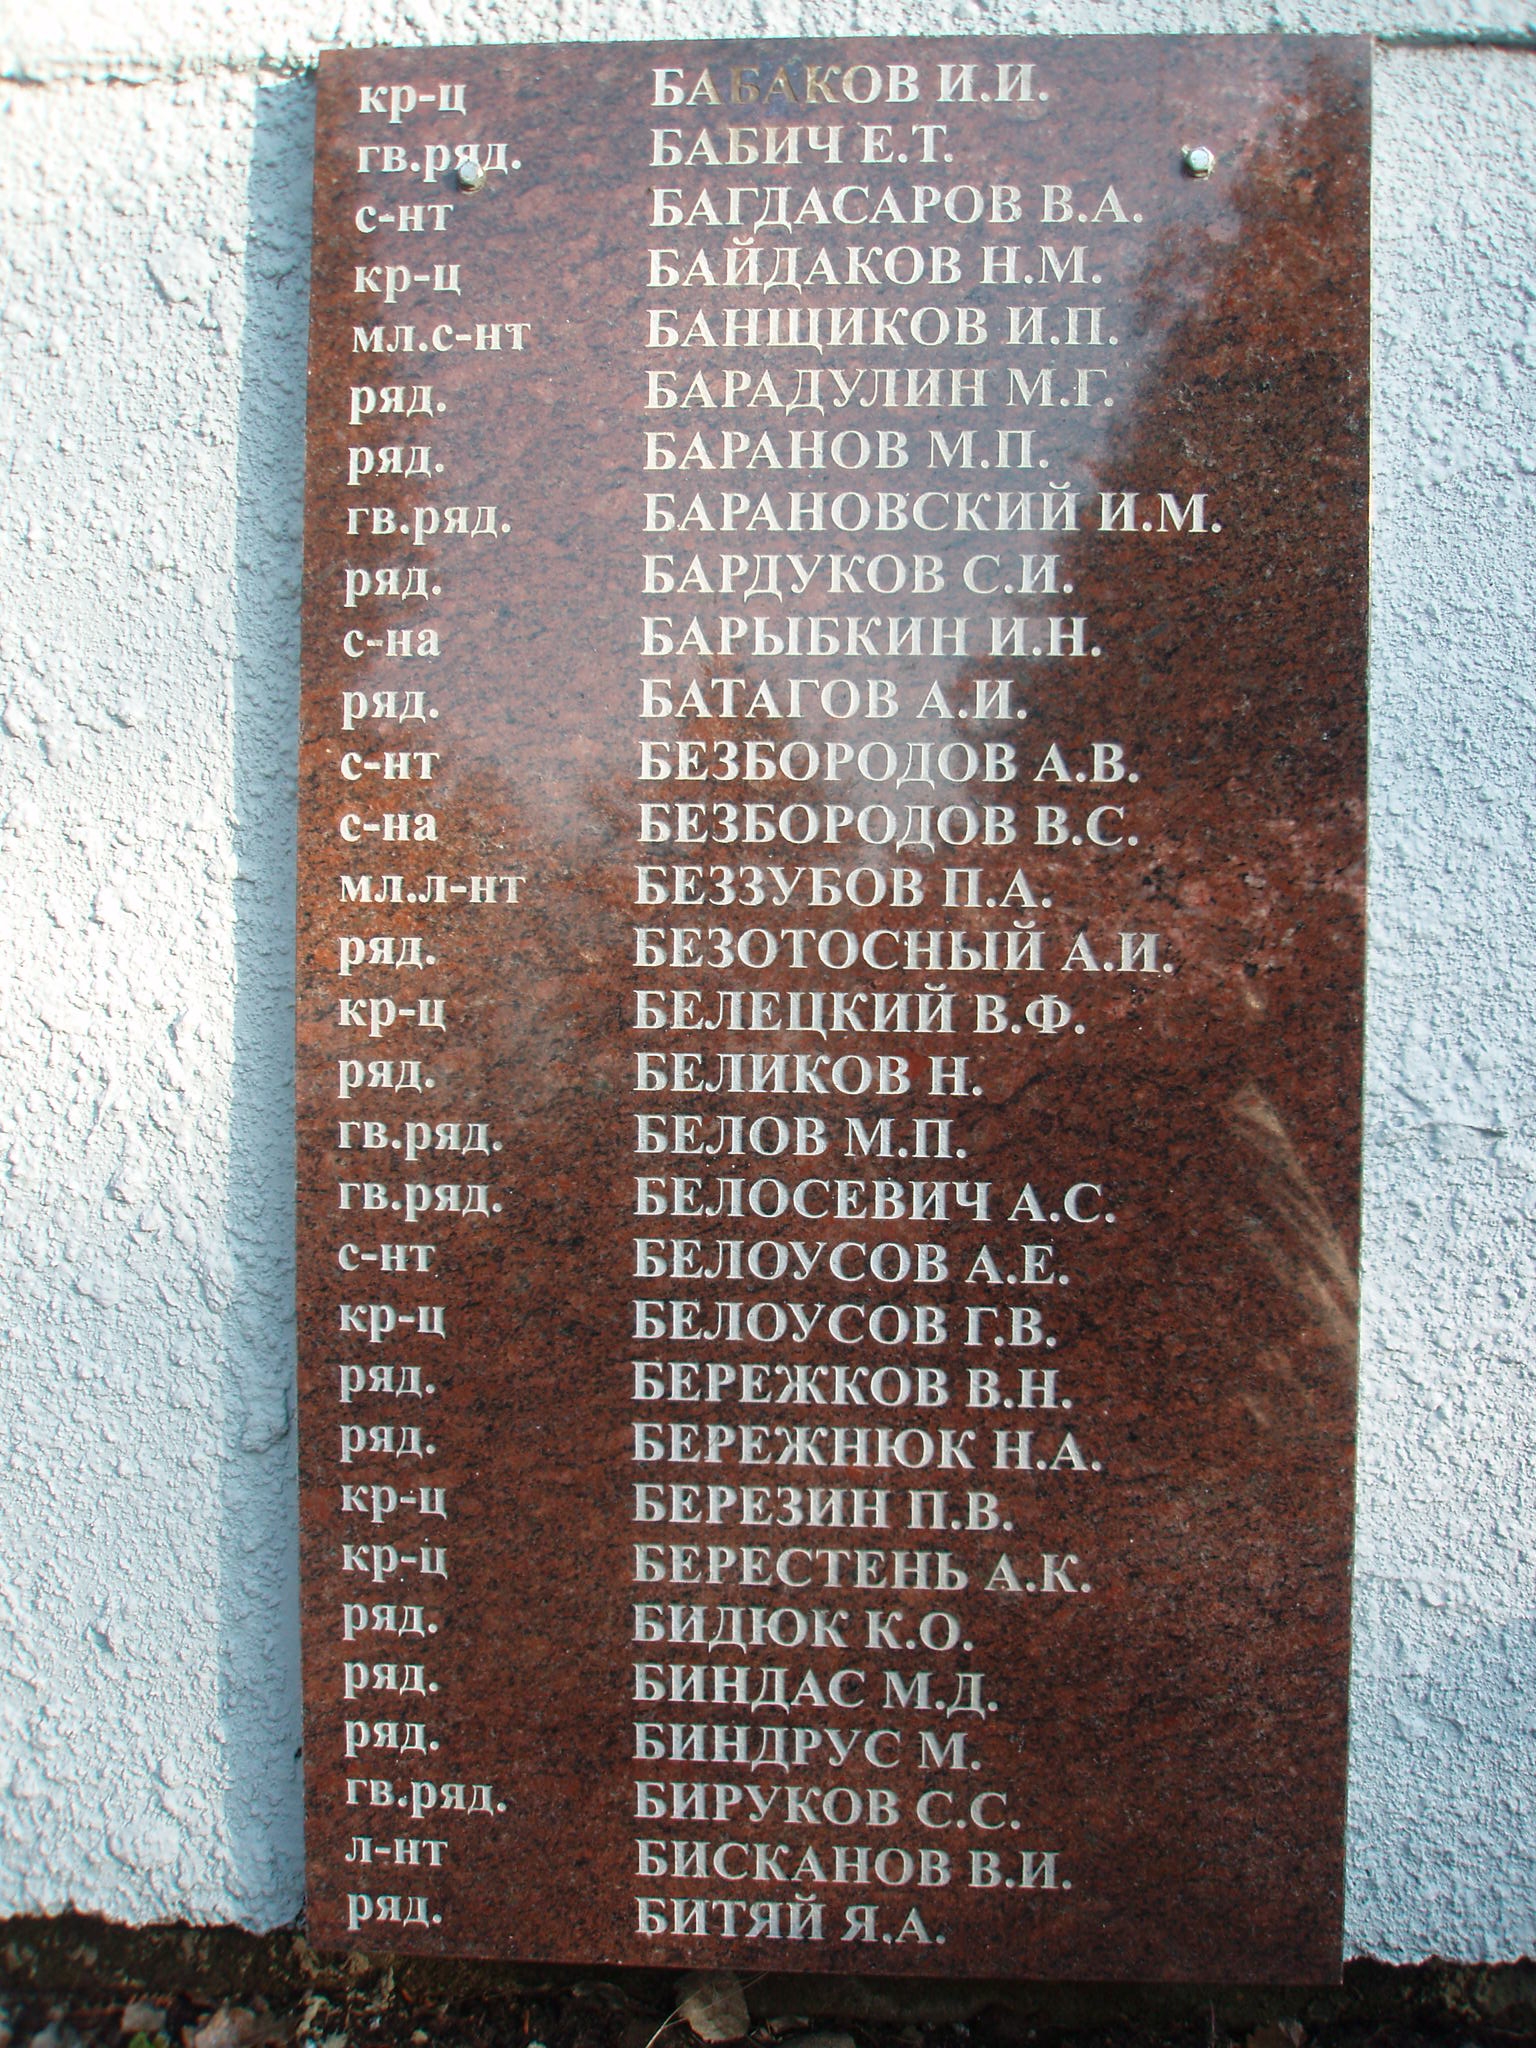 кр-ц БАБАКОВ И.И.
гв.ряд. БАБИЧ Е.Т.
с-нт БАГДАСАРОВ В.А.
кр-ц БАЙДАКОВ Н.М.
мл.с-нт БАНЩИКОВ И.П.
ряд. БАРАДУЛИН М.Г.
ряд. БАРАНОВ М.П.
гв.ряд. БАРАНОВСКИЙ И.М.
ряд. БАРДУКОВ С.И.
с-на БАРЫБКИН И.Н.
ряд. БАТАГОВ А.И.
с-нт БЕЗБОРОДОВ А.В.
с-на БЕЗБОРОДОВ В.С.
мл.л-нт БЕЗЗУБОВ П.А.
ряд. БЕЗОТОСНЫЙ А.И.
кр-ц БЕЛЕЦКИЙ В.Ф.
ряд. БЕЛИКОВ Н.
гв.ряд. БЕЛОВ М.П.
гв.ряд. БЕЛОСЕВИЧ А.С.
с-нт БЕЛОУСОВ А.Е.
кр-ц БЕЛОУСОВ Г.В.
ряд. БЕРЕЖКОВ В.Н.
ряд. БЕРЕЖНЮК Н.А.
кр-ц БЕРЕЗИН П.В.
кр-ц БЕРЕСТЕНЬ А.К.
ряд. БИДЮК К.О.
ряд. БИНДАС М.Д.
ряд. БИНДРУС М.
гв.ряд. БИРУКОВ С.С.
л-нт БИСКАНОВ В.И.
ряд. БИТЯЙ Я.А.